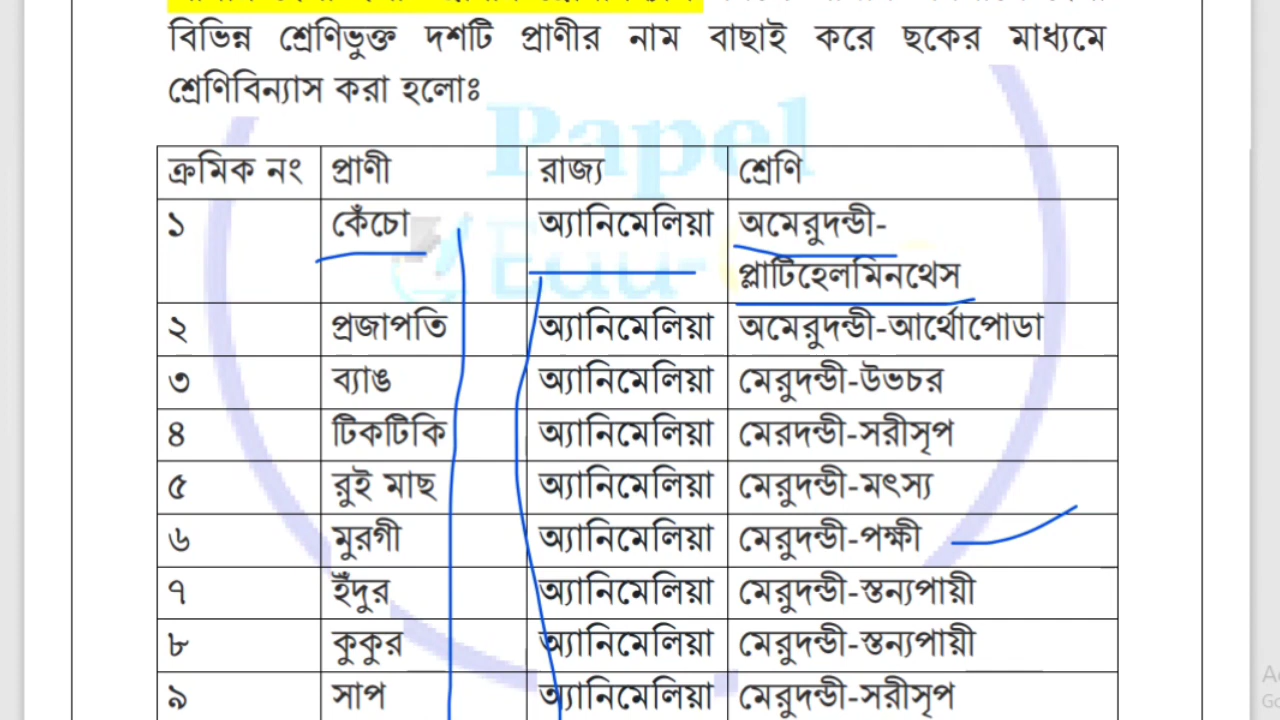 বিভিন্ন শ্রেণিভুক্ত দশটি প্রাণীর নাম বাছাই করে ছকের মাধ্যমে
শ্রেণিবিন্যাস করা হলোঃ
Papel
Edu-
ক্রমিক নং প্রাণী রাজ্য শ্রেণি
১ কেঁচো অ্যানিমেলিয়া অমেরুদন্ডী-
প্লাটিহেলমিনথেস
২ প্রজাপতি অ্যানিমেলিয়া অমেরুদন্ডী-আর্থোপোডা
৩ ব্যাঙ অ্যানিমেলিয়া মেরুদন্ডী-উভচর
৪ টিকটিকি অ্যানিমেলিয়া মেরদন্ডী-সরীসৃপ
৫ রুই মাছ অ্যানিমেলিয়া মেরুদন্ডী-মৎস্য
৬ মুরগী অ্যানিমেলিয়া মেরুদন্ডী-পক্ষী
৭ ইঁদুর অ্যানিমেলিয়া মেরুদন্ডী-স্তন্যপায়ী
৮ কুকুর অ্যানিমেলিয়া মেরুদন্ডী-স্তন্যপায়ী
৯ সাপ অ্যানিমেলিয়া মেরুদন্ডী-সরীসৃপ